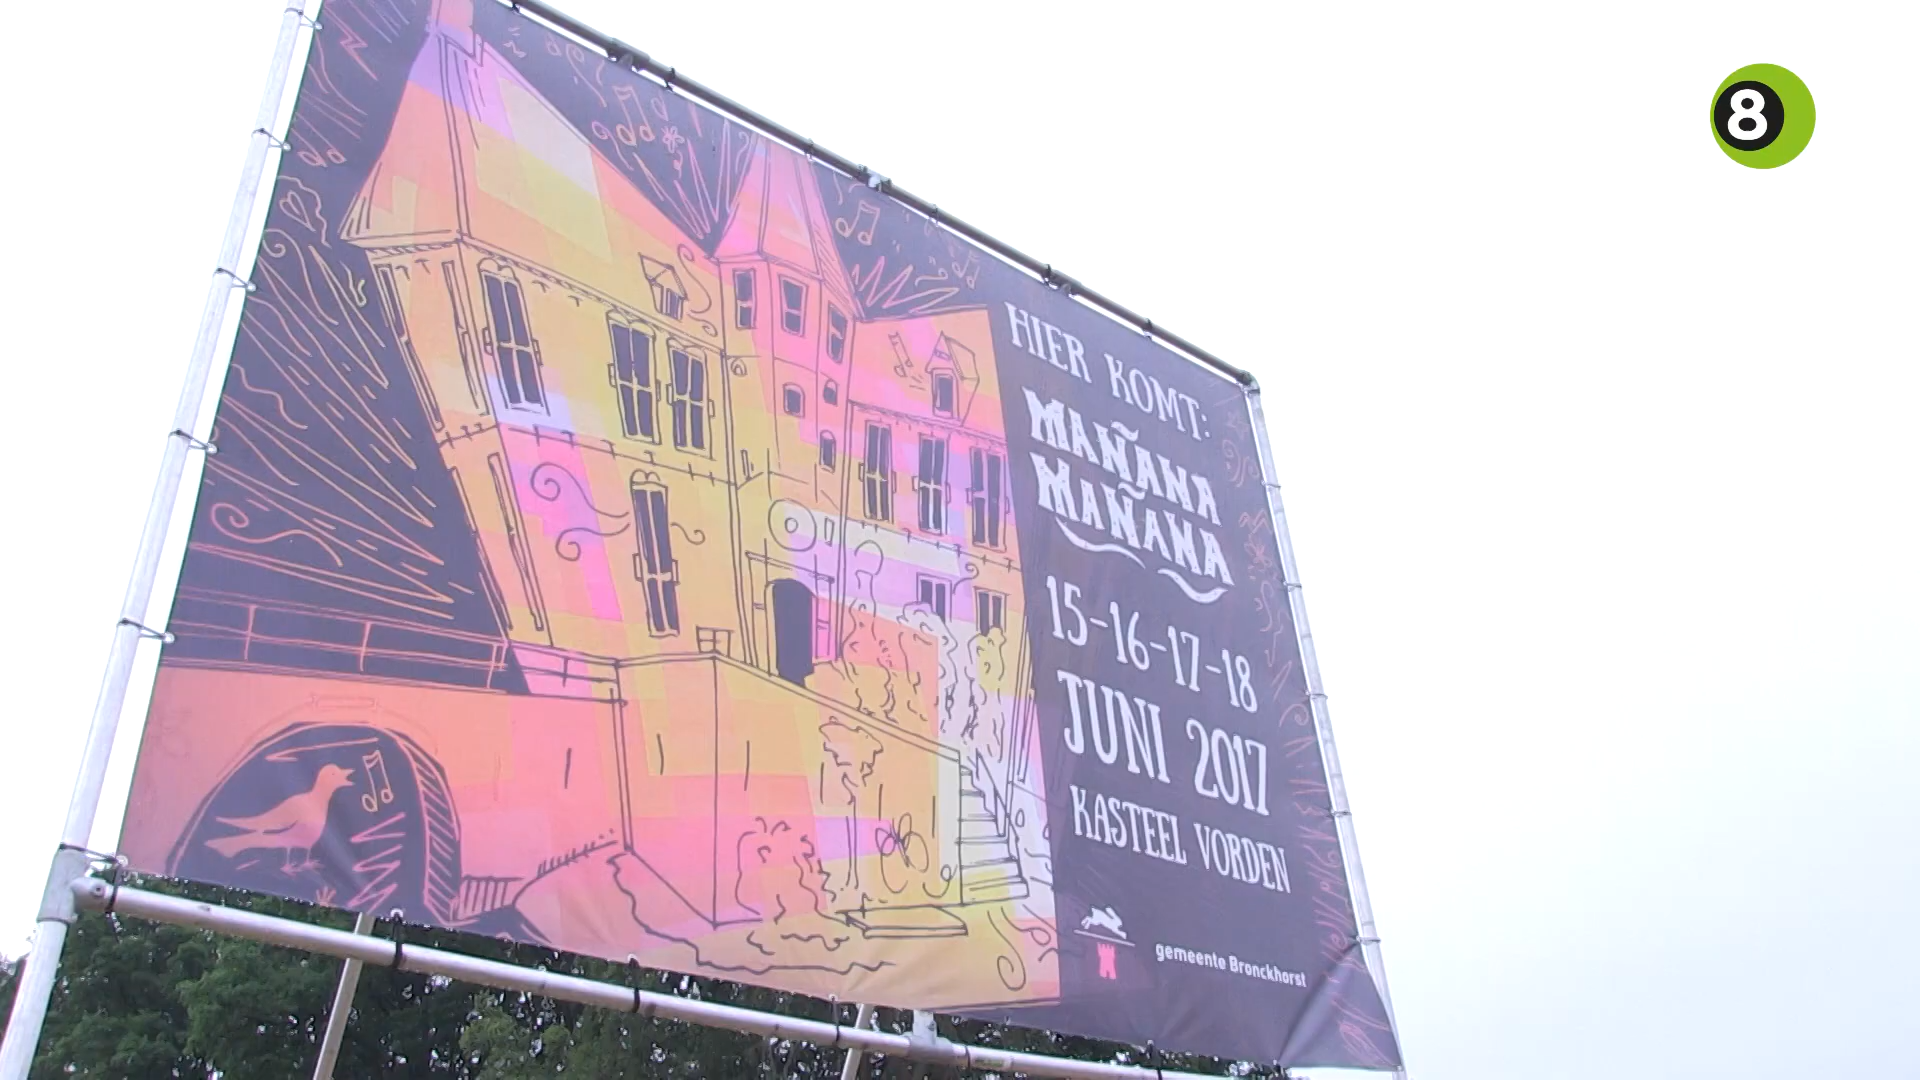 8
HIER KOMT:
MAÑANA
MAÑANA
15-16-17-18
JUNI 2017
KASTEEL VORDEN
gemeente Bronckhorst